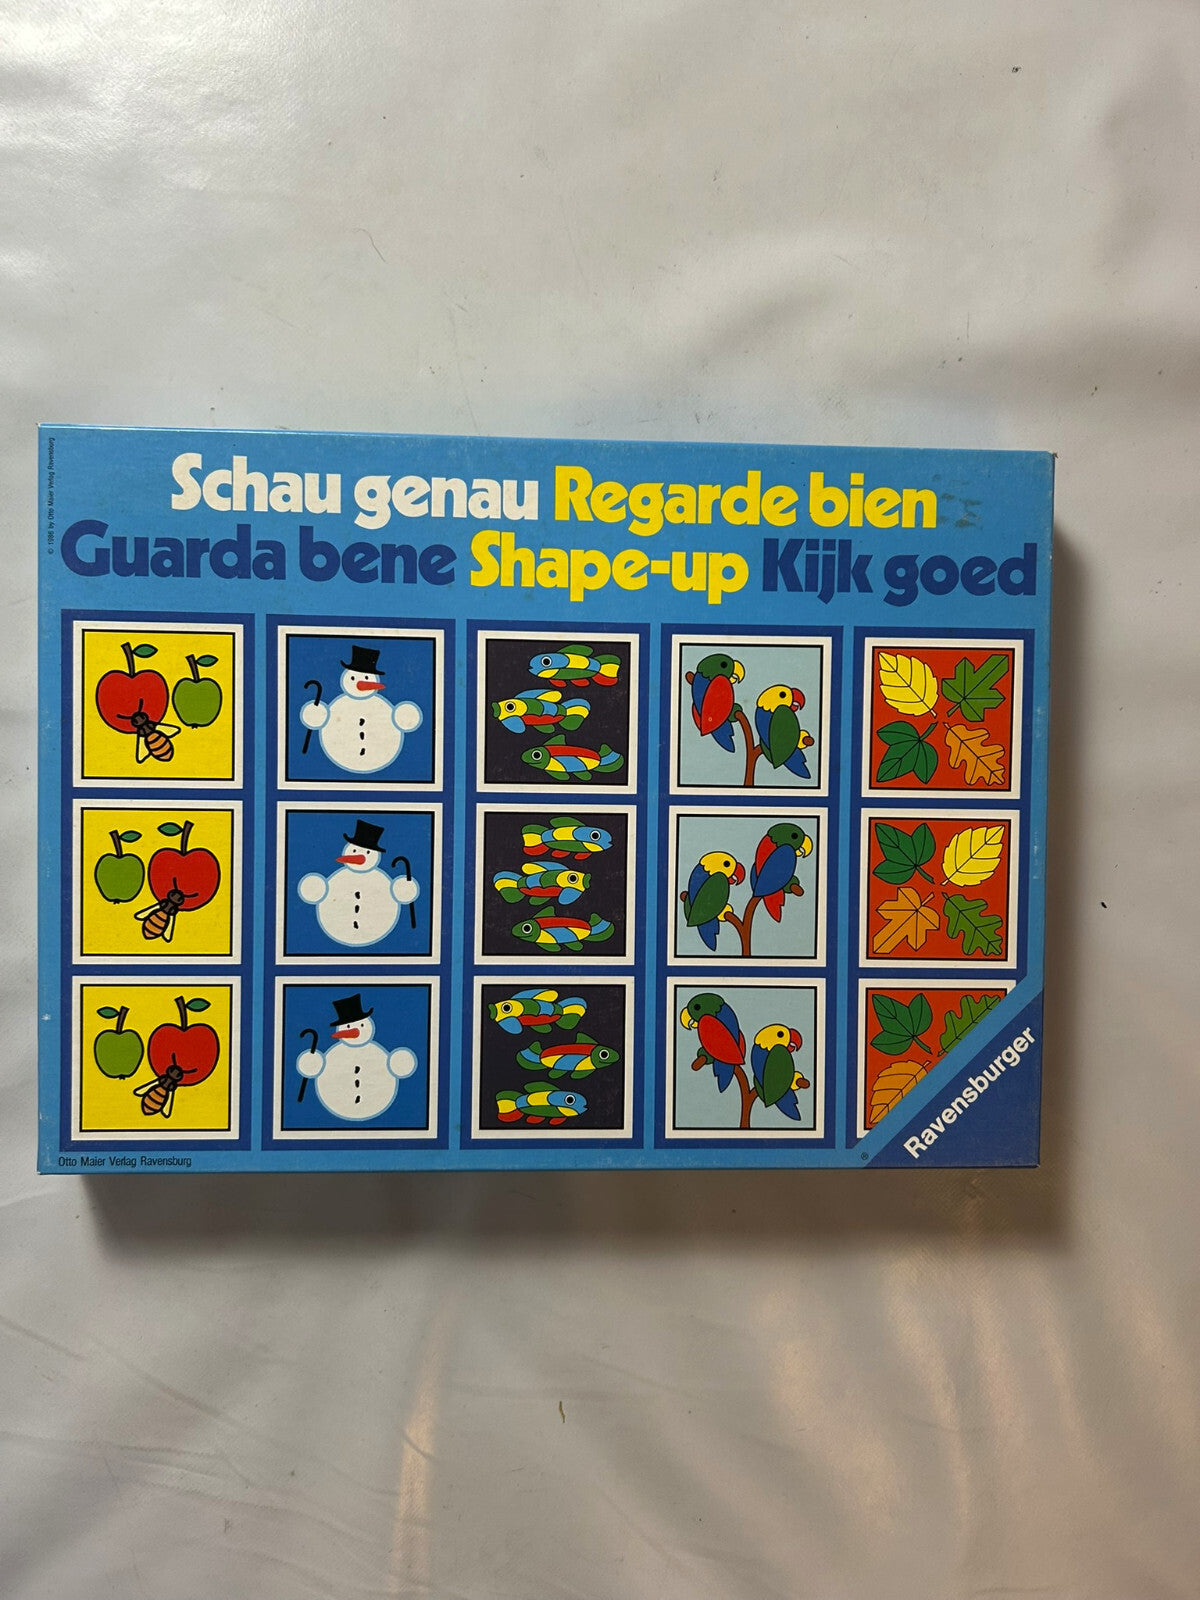 © 1986 by Otto Maier Verlag Ravensburg
Schau genau Regarde bien
Guarda bene Shape-up Kijk goed
Otto Maier Verlag Ravensburg
®
Ravensburger